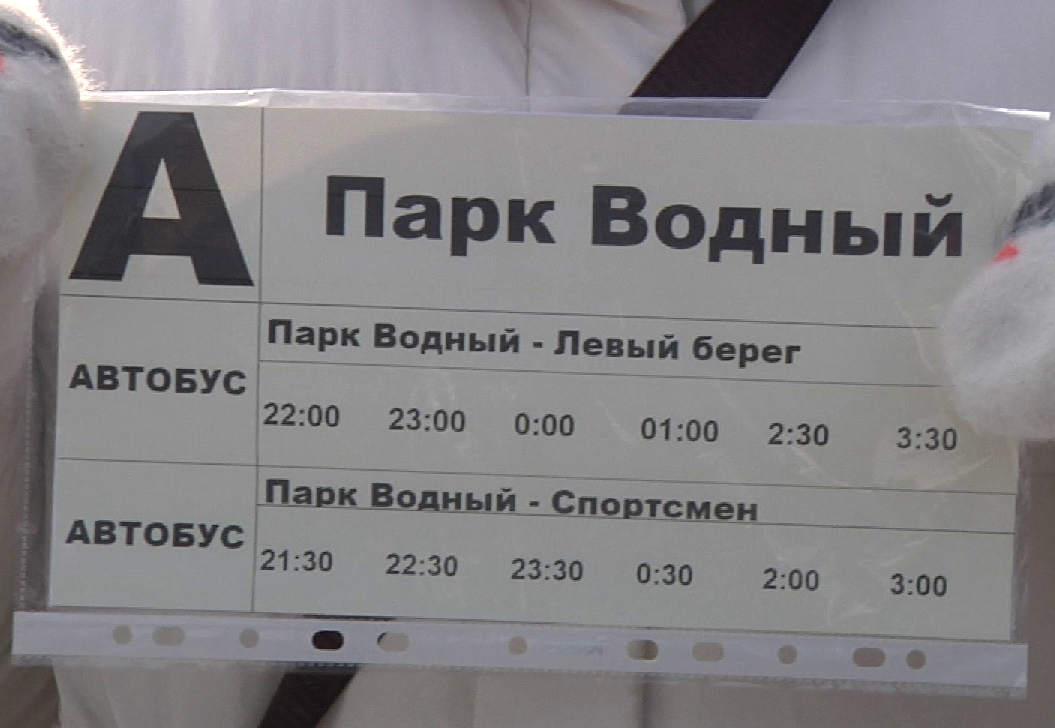 А
Парк Водный
АВТОБУС
Парк Водный - Левый берег
22:00 23:00 0:00 01:00 2:30 3:30
АВТОБУС
Парк Водный - Спортсмен
21:30 22:30 23:30 0:30 2:00 3:00